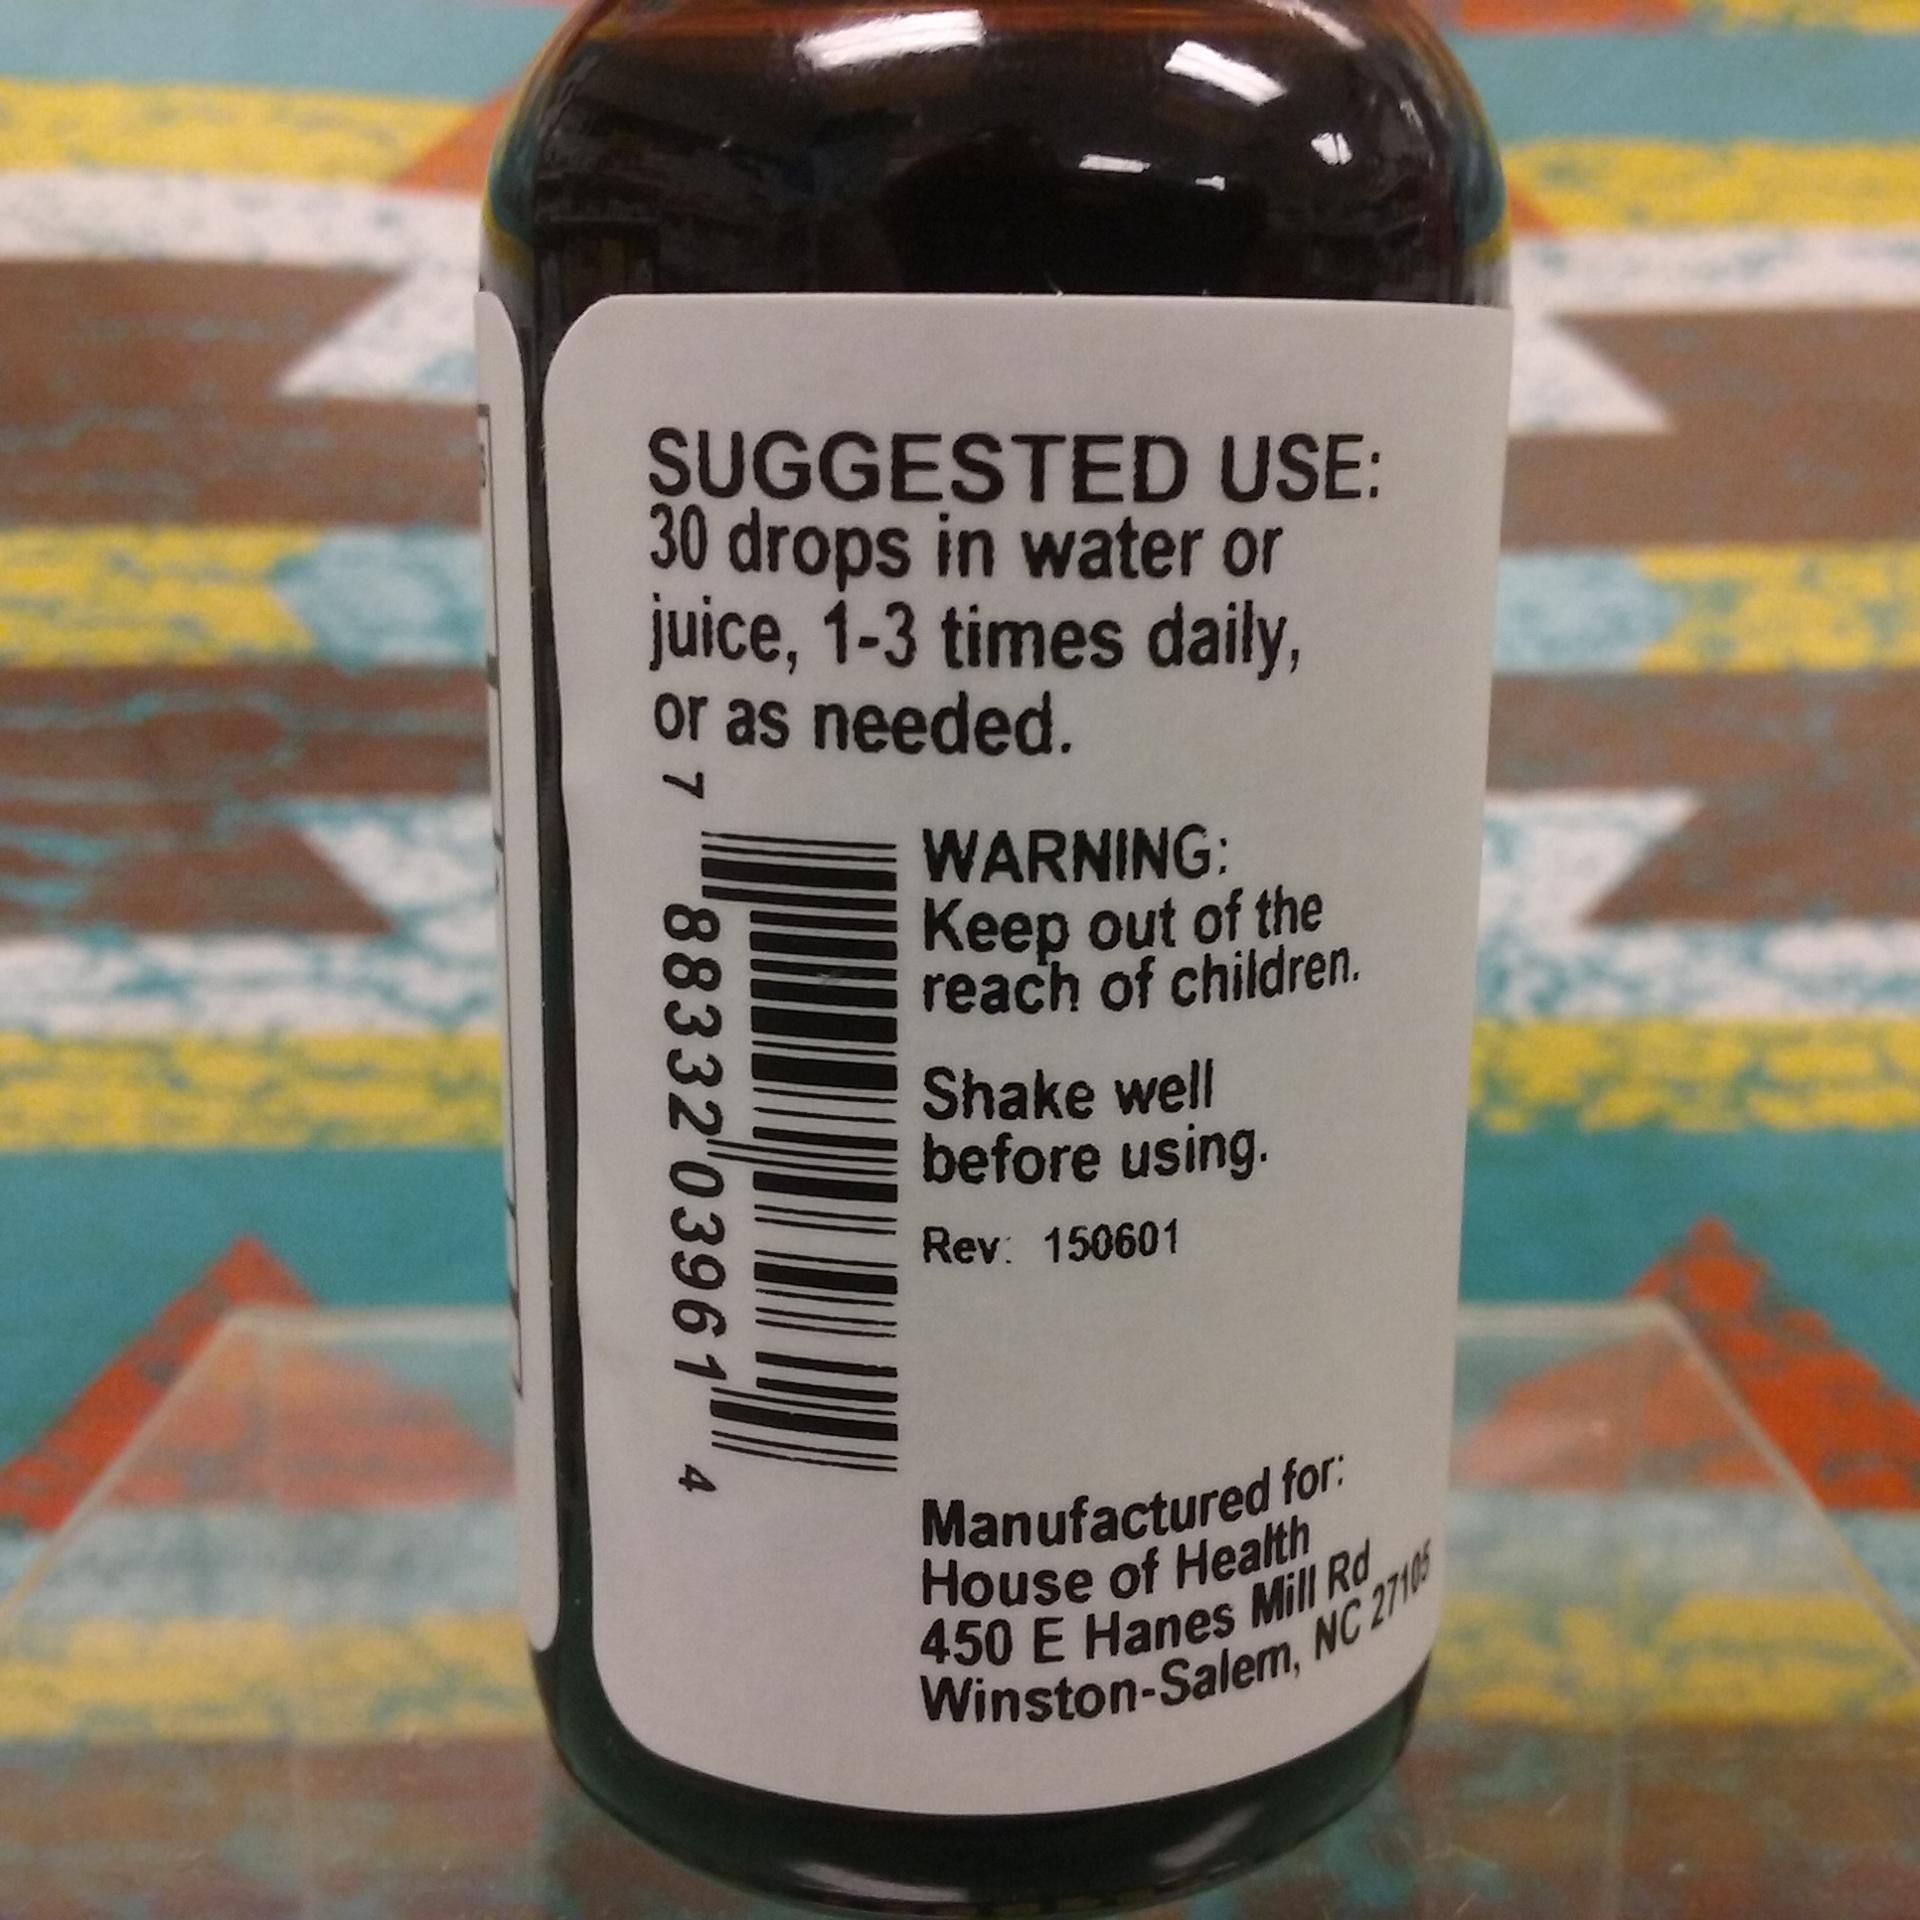 SUGGESTED USE:
30 drops in water or
juice, 1-3 times daily,
or as needed.
7 88332 03961 4
WARNING:
Keep out of the
reach of children.
Shake well
before using.
Rev: 150601
Manufactured for:
House of Health
450 E Hanes Mill Rd
Winston-Salem, NC 27105